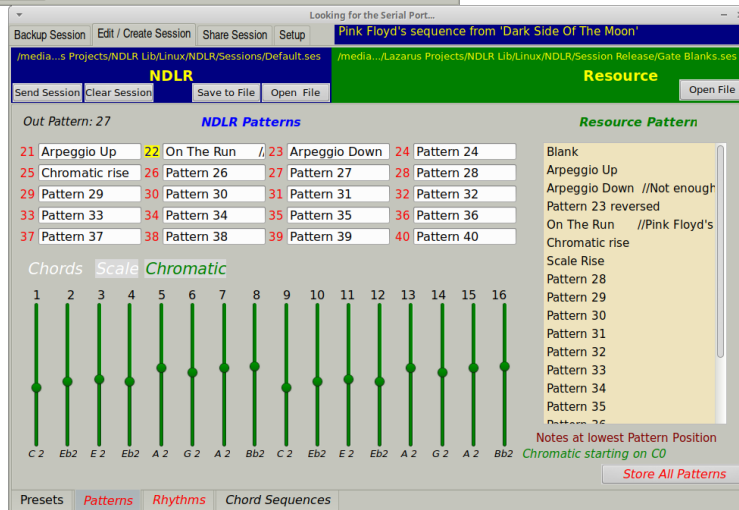 Looking for the Serial Port...
Backup Session Edit / Create Session Share Session Setup Pink Floyd's sequence from 'Dark Side Of The Moon'
/media...s Projects/NDLR Lib/Linux/NDLR/Sessions/Default.ses /media.../Lazarus Projects/NDLR Lib/Linux/NDLR/Session Release/Gate Blanks.ses
NDLR Resource
Send Session Clear Session Save to File Open File Open File
Out Pattern: 27 NDLR Patterns Resource Pattern
21 Arpeggio Up 22 On The Run /, 23 Arpeggio Down 24 Pattern 24
25 Chromatic rise 26 Pattern 26 27 Pattern 27 28 Pattern 28
29 Pattern 29 30 Pattern 30 31 Pattern 31 32 Pattern 32
33 Pattern 33 34 Pattern 34 35 Pattern 35 36 Pattern 36
37 Pattern 37 38 Pattern 38 39 Pattern 39 40 Pattern 40
Chords Scale Chromatic
1 2 3 4 5 6 7 8 9 10 11 12 13 14 15 16
C 2 Eb2 E 2 Eb2 A 2 G 2 A 2 Bb2 C 2 Eb2 E 2 Eb2 A 2 G 2 A 2 Bb2
Blank
Arpeggio Up
Arpeggio Down //Not enough
Pattern 23 reversed
On The Run //Pink Floyd's
Chromatic rise
Scale Rise
Pattern 28
Pattern 29
Pattern 30
Pattern 31
Pattern 32
Pattern 33
Pattern 34
Pattern 35
Pattern 36
Notes at lowest Pattern Position
Chromatic starting on C0
Store All Patterns
Presets Patterns Rhythms Chord Sequences